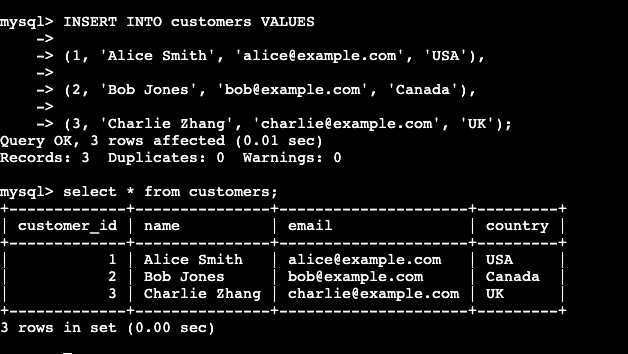 mysql> INSERT INTO customers VALUES
    ->
    -> (1, 'Alice Smith', 'alice@example.com', 'USA'),
    ->
    -> (2, 'Bob Jones', 'bob@example.com', 'Canada'),
    ->
    -> (3, 'Charlie Zhang', 'charlie@example.com', 'UK');
Query OK, 3 rows affected (0.01 sec)
Records: 3  Duplicates: 0  Warnings: 0

mysql> select * from customers;
+-------------+---------------+---------------------+---------+
| customer_id | name          | email               | country |
+-------------+---------------+---------------------+---------+
|           1 | Alice Smith   | alice@example.com   | USA     |
|           2 | Bob Jones     | bob@example.com     | Canada  |
|           3 | Charlie Zhang | charlie@example.com | UK      |
+-------------+---------------+---------------------+---------+
3 rows in set (0.00 sec)